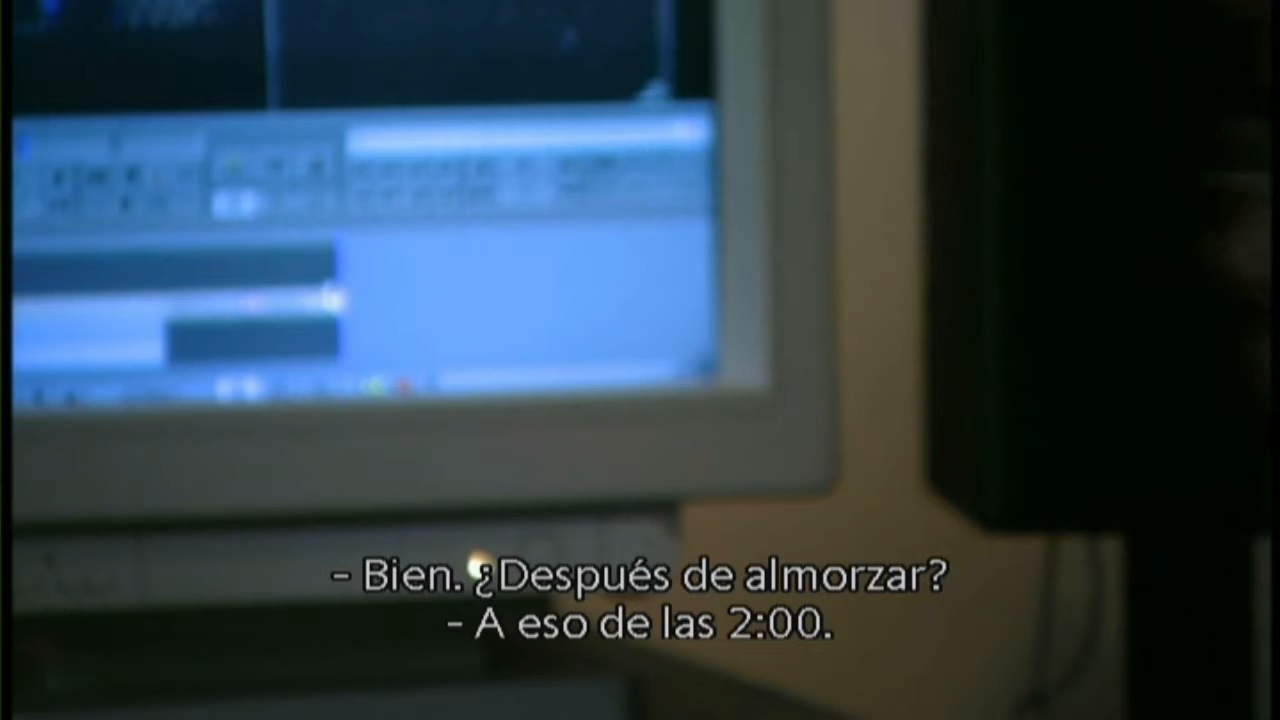 - Bien. ¿Después de almorzar?
- A eso de las 2:00.